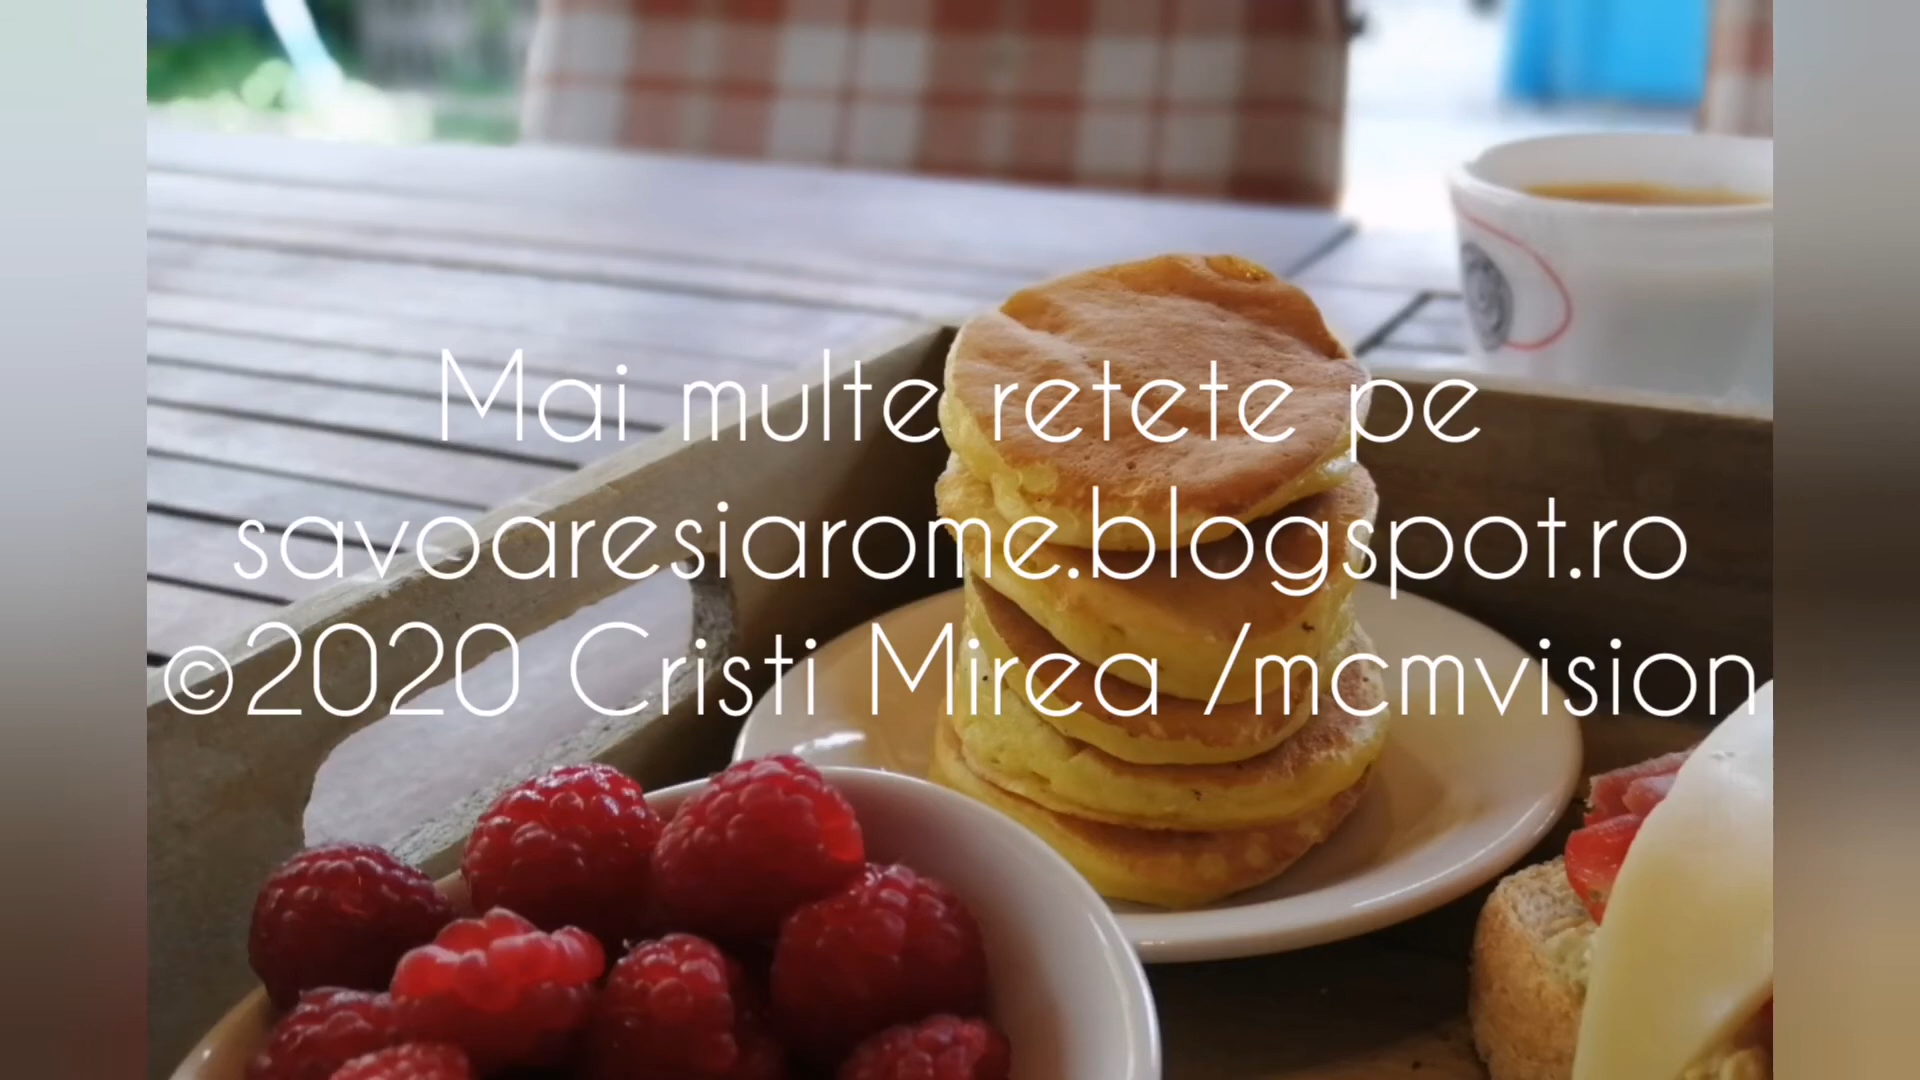 Mai multe retete pe
savoaresiarome.blogspot.ro
©2020 Cristi Mirea /mcmvision